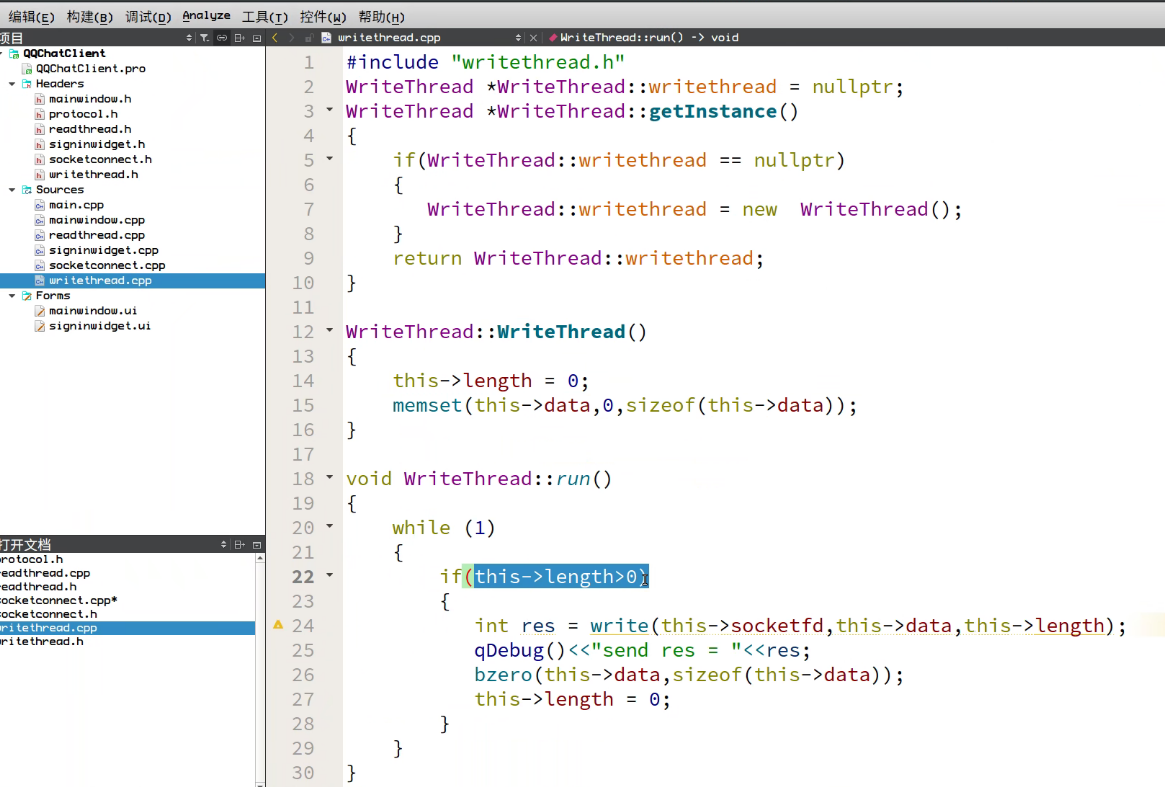 编辑(E) 构建(B) 调试(D) Analyze 工具(T) 控件(W) 帮助(H)
项目
writethread.cpp
WriteThread::run() -> void
QQChatClient
QQChatClient.pro
Headers
mainwindow.h
protocol.h
readthread.h
signinwidget.h
socketconnect.h
writethread.h
Sources
main.cpp
mainwindow.cpp
readthread.cpp
signinwidget.cpp
socketconnect.cpp
writethread.cpp
Forms
mainwindow.ui
signinwidget.ui
打开文档
rotocol.h
eadthread.cpp
eadthread.h
ocketconnect.cpp*
ocketconnect.h
ritethread.cpp
ritethread.h
1 #include "writethread.h"
2 WriteThread *WriteThread::writethread = nullptr;
3 WriteThread *WriteThread::getInstance()
4 {
5 if(WriteThread::writethread == nullptr)
6 {
7 WriteThread::writethread = new  WriteThread();
8 }
9 return WriteThread::writethread;
10 }
11
12 WriteThread::WriteThread()
13 {
14 this->length = 0;
15 memset(this->data,0,sizeof(this->data));
16 }
17
18 void WriteThread::run()
19 {
20 while (1)
21 {
22 if(this->length>0)
23 {
24 int res = write(this->socketfd,this->data,this->length);
25 qDebug()<<"send res = "<<res;
26 bzero(this->data,sizeof(this->data));
27 this->length = 0;
28 }
29 }
30 }